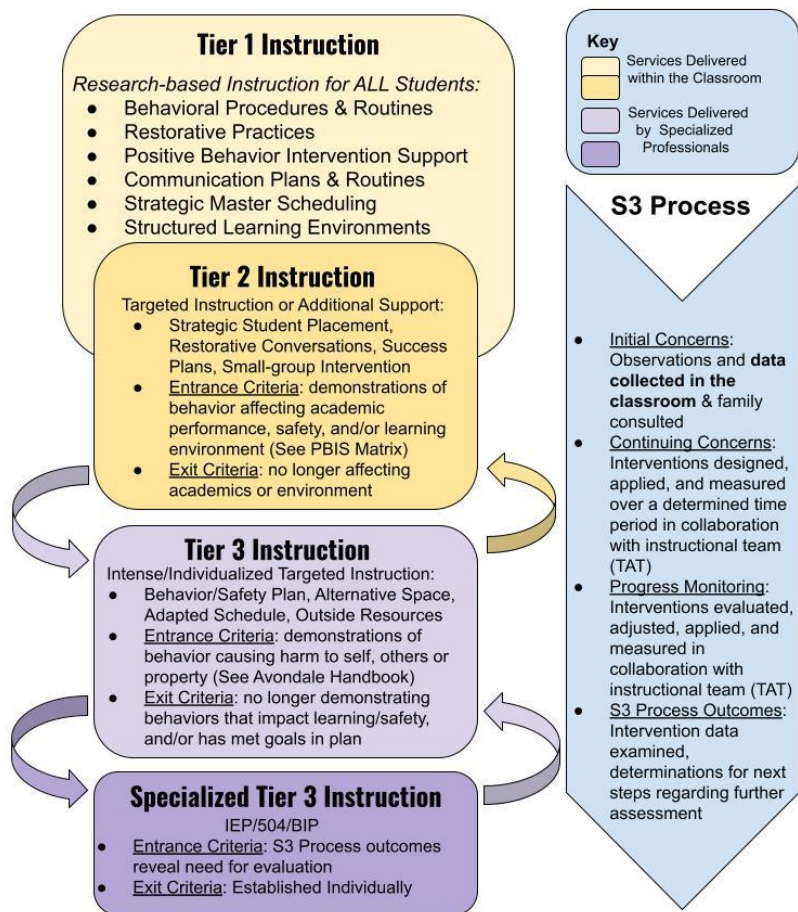 Tier 1 Instruction
Research-based Instruction for ALL Students:
● Behavioral Procedures & Routines
● Restorative Practices
● Positive Behavior Intervention Support
● Communication Plans & Routines
● Strategic Master Scheduling
● Structured Learning Environments
Tier 2 Instruction
Targeted Instruction or Additional Support:
● Strategic Student Placement,
Restorative Conversations, Success
Plans, Small-group Intervention
● Entrance Criteria: demonstrations of
behavior affecting academic
performance, safety, and/or learning
environment (See PBIS Matrix)
● Exit Criteria: no longer affecting
academics or environment
Tier 3 Instruction
Intense/Individualized Targeted Instruction:
● Behavior/Safety Plan, Alternative Space,
Adapted Schedule, Outside Resources
● Entrance Criteria: demonstrations of
behavior causing harm to self, others or
property (See Avondale Handbook)
● Exit Criteria: no longer demonstrating
behaviors that impact learning/safety,
and/or has met goals in plan
Specialized Tier 3 Instruction
IEP/504/BIP
● Entrance Criteria: S3 Process outcomes
reveal need for evaluation
● Exit Criteria: Established Individually
Key
Services Delivered
within the Classroom
Services Delivered
by Specialized
Professionals
S3 Process
● Initial Concerns:
Observations and data
collected in the
classroom & family
consulted
● Continuing Concerns:
Interventions designed,
applied, and measured
over a determined time
period in collaboration
with instructional team
(TAT)
● Progress Monitoring:
Interventions evaluated,
adjusted, applied, and
measured in
collaboration with
instructional team (TAT)
● S3 Process Outcomes:
Intervention data
examined,
determinations for next
steps regarding further
assessment